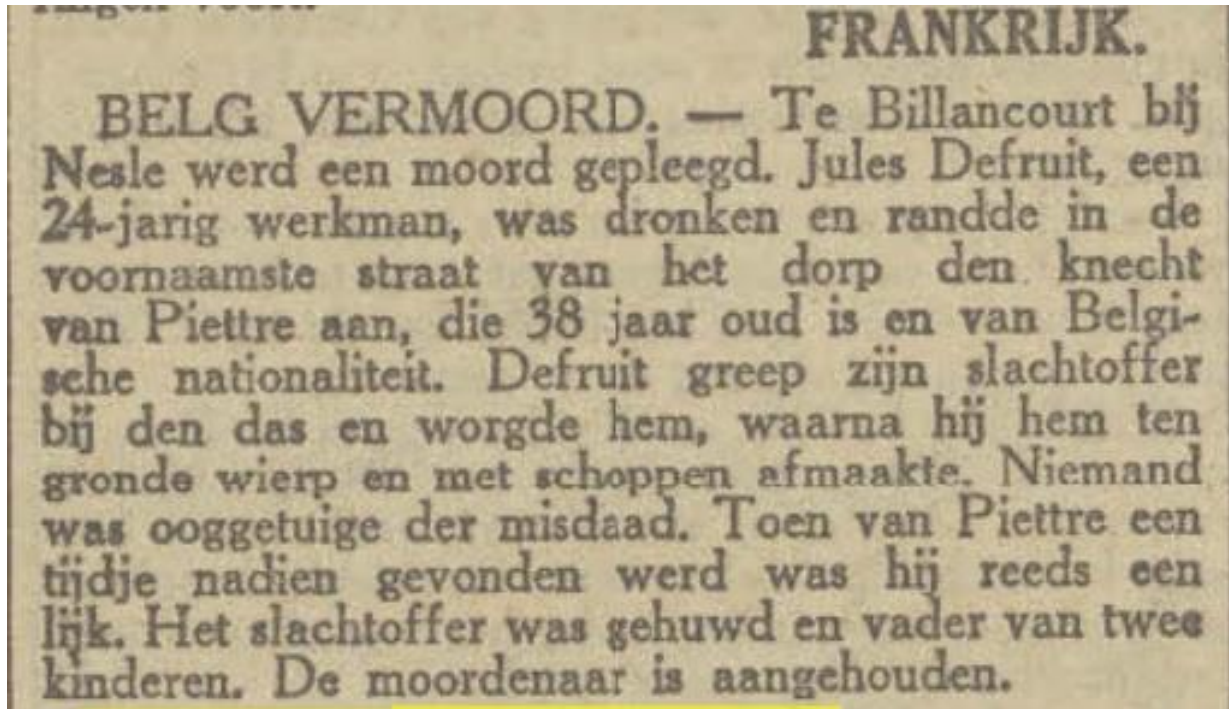 FRANKRIJK.
BELG VERMOORD. — Te Billancourt bij
Nesle werd een moord gepleegd. Jules Defruit, een
24-jarig werkman, was dronken en randde in de
voornaamste straat van het dorp den knecht
van Piettre aan, die 38 jaar oud is en van Belgi-
sche nationaliteit. Defruit greep zijn slachtoffer
bij den das en worgde hem, waarna hij hem ten
gronde wierp en met schoppen afmaakte. Niemand
was ooggetuige der misdaad. Toen van Piettre een
tijdje nadien gevonden werd was hij reeds een
lijk. Het slachtoffer was gehuwd en vader van twee
kinderen. De moordenaar is aangehouden.